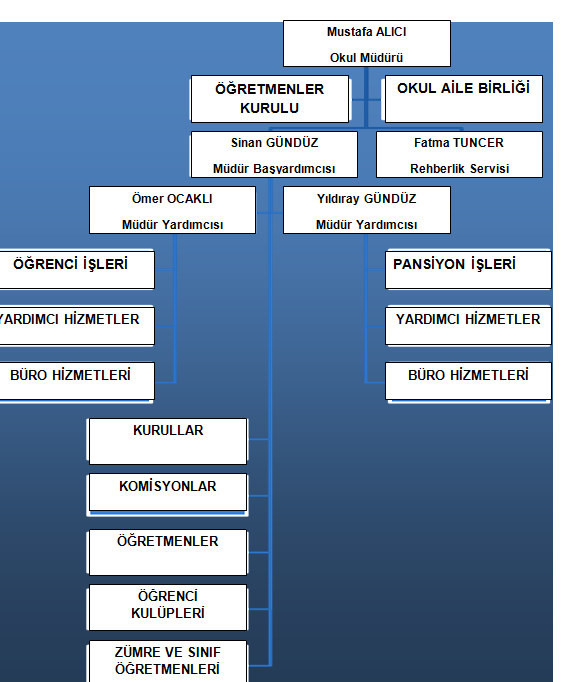 Mustafa ALICI
Okul Müdürü
ÖĞRETMENLER
KURULU
OKUL AİLE BİRLİĞİ
Sinan GÜNDÜZ
Müdür Başyardımcısı
Fatma TUNCER
Rehberlik Servisi
Ömer OCAKLI
Müdür Yardımcısı
Yıldıray GÜNDÜZ
Müdür Yardımcısı
ÖĞRENCİ İŞLERİ
PANSİYON İŞLERİ
YARDIMCI HİZMETLER
YARDIMCI HİZMETLER
BÜRO HİZMETLERİ
BÜRO HİZMETLERİ
KURULLAR
KOMİSYONLAR
ÖĞRETMENLER
ÖĞRENCİ
KULÜPLERİ
ZÜMRE VE SINIF
ÖĞRETMENLERİ